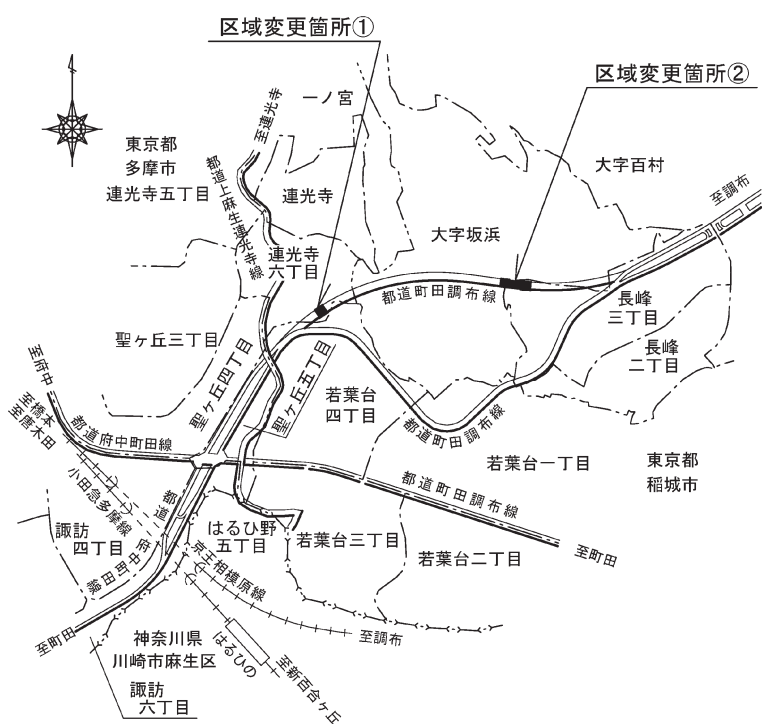 区域変更箇所①
区域変更箇所②
一ノ宮
至連光寺
東京都
多摩市
連光寺五丁目
都道上麻生連光寺線
連光寺
大字百村
至調布
大字坂浜
連光寺
六丁目
都道町田調布線
長峰
三丁目
長峰
二丁目
聖ヶ丘三丁目
聖ヶ丘四丁目
聖ヶ丘五丁目
至府中
至橋本
至唐木田
若葉台
四丁目
都道町田調布線
都道府中町田線
若葉台一丁目
東京都
稲城市
小田急多摩線
都道府中町田線
都道町田調布線
諏訪
四丁目
はるひ野
五丁目
若葉台三丁目
若葉台二丁目
至町田
京王相模原線
至町田
神奈川県
川崎市麻生区
はるひの
至調布
至新百合ヶ丘
諏訪
六丁目